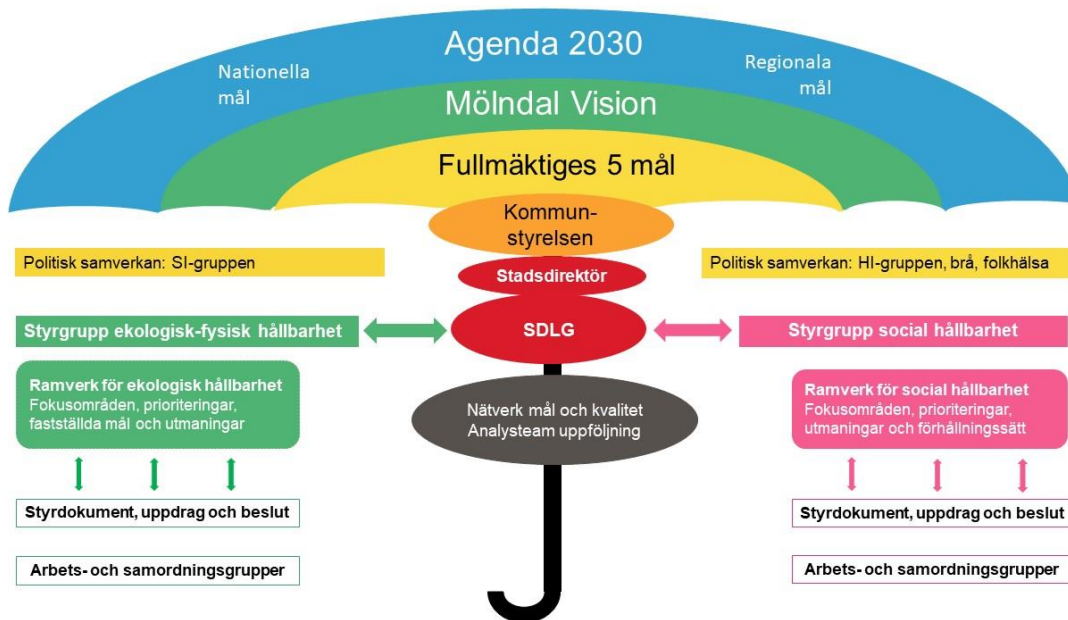 Agenda 2030
Nationella
mål
Regionala
mål
Mölndal Vision
Fullmäktiges 5 mål
Kommun-
styrelsen
Politisk samverkan: SI-gruppen
Politisk samverkan: HI-gruppen, brå, folkhälsa
Stadsdirektör
Styrgrupp ekologisk-fysisk hållbarhet
SDLG
Styrgrupp social hållbarhet
Ramverk för ekologisk hållbarhet
Fokusområden, prioriteringar,
fastställda mål och utmaningar
Nätverk mål och kvalitet
Analysteam uppföljning
Ramverk för social hållbarhet
Fokusområden, prioriteringar,
utmaningar och förhållningssätt
Styrdokument, uppdrag och beslut
Styrdokument, uppdrag och beslut
Arbets- och samordningsgrupper
Arbets- och samordningsgrupper